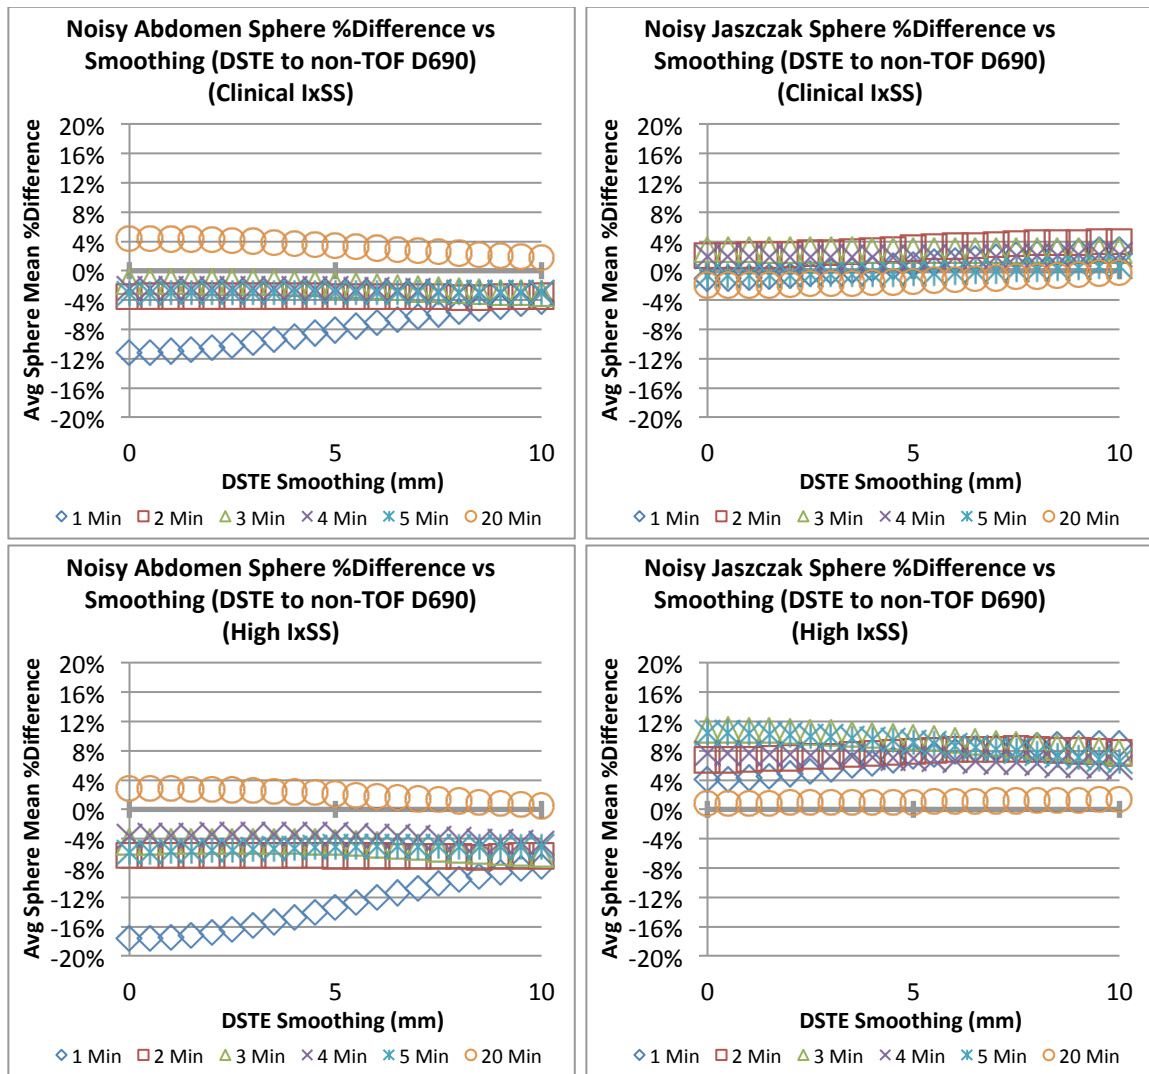 Noisy Abdomen Sphere %Difference vs
Smoothing (DSTE to non-TOF D690)
(Clinical IxSS)
Avg Sphere Mean %Difference
20%
16%
12%
8%
4%
0%
-4%
-8%
-12%
-16%
-20%
0 5 10
DSTE Smoothing (mm)
1 Min 2 Min 3 Min 4 Min 5 Min 20 Min
Noisy Jaszczak Sphere %Difference vs
Smoothing (DSTE to non-TOF D690)
(Clinical IxSS)
Avg Sphere Mean %Difference
20%
16%
12%
8%
4%
0%
-4%
-8%
-12%
-16%
-20%
0 5 10
DSTE Smoothing (mm)
1 Min 2 Min 3 Min 4 Min 5 Min 20 Min
Noisy Abdomen Sphere %Difference vs
Smoothing (DSTE to non-TOF D690)
(High IxSS)
Avg Sphere Mean %Difference
20%
16%
12%
8%
4%
0%
-4%
-8%
-12%
-16%
-20%
0 5 10
DSTE Smoothing (mm)
1 Min 2 Min 3 Min 4 Min 5 Min 20 Min
Noisy Jaszczak Sphere %Difference vs
Smoothing (DSTE to non-TOF D690)
(High IxSS)
Avg Sphere Mean %Difference
20%
16%
12%
8%
4%
0%
-4%
-8%
-12%
-16%
-20%
0 5 10
DSTE Smoothing (mm)
1 Min 2 Min 3 Min 4 Min 5 Min 20 Min